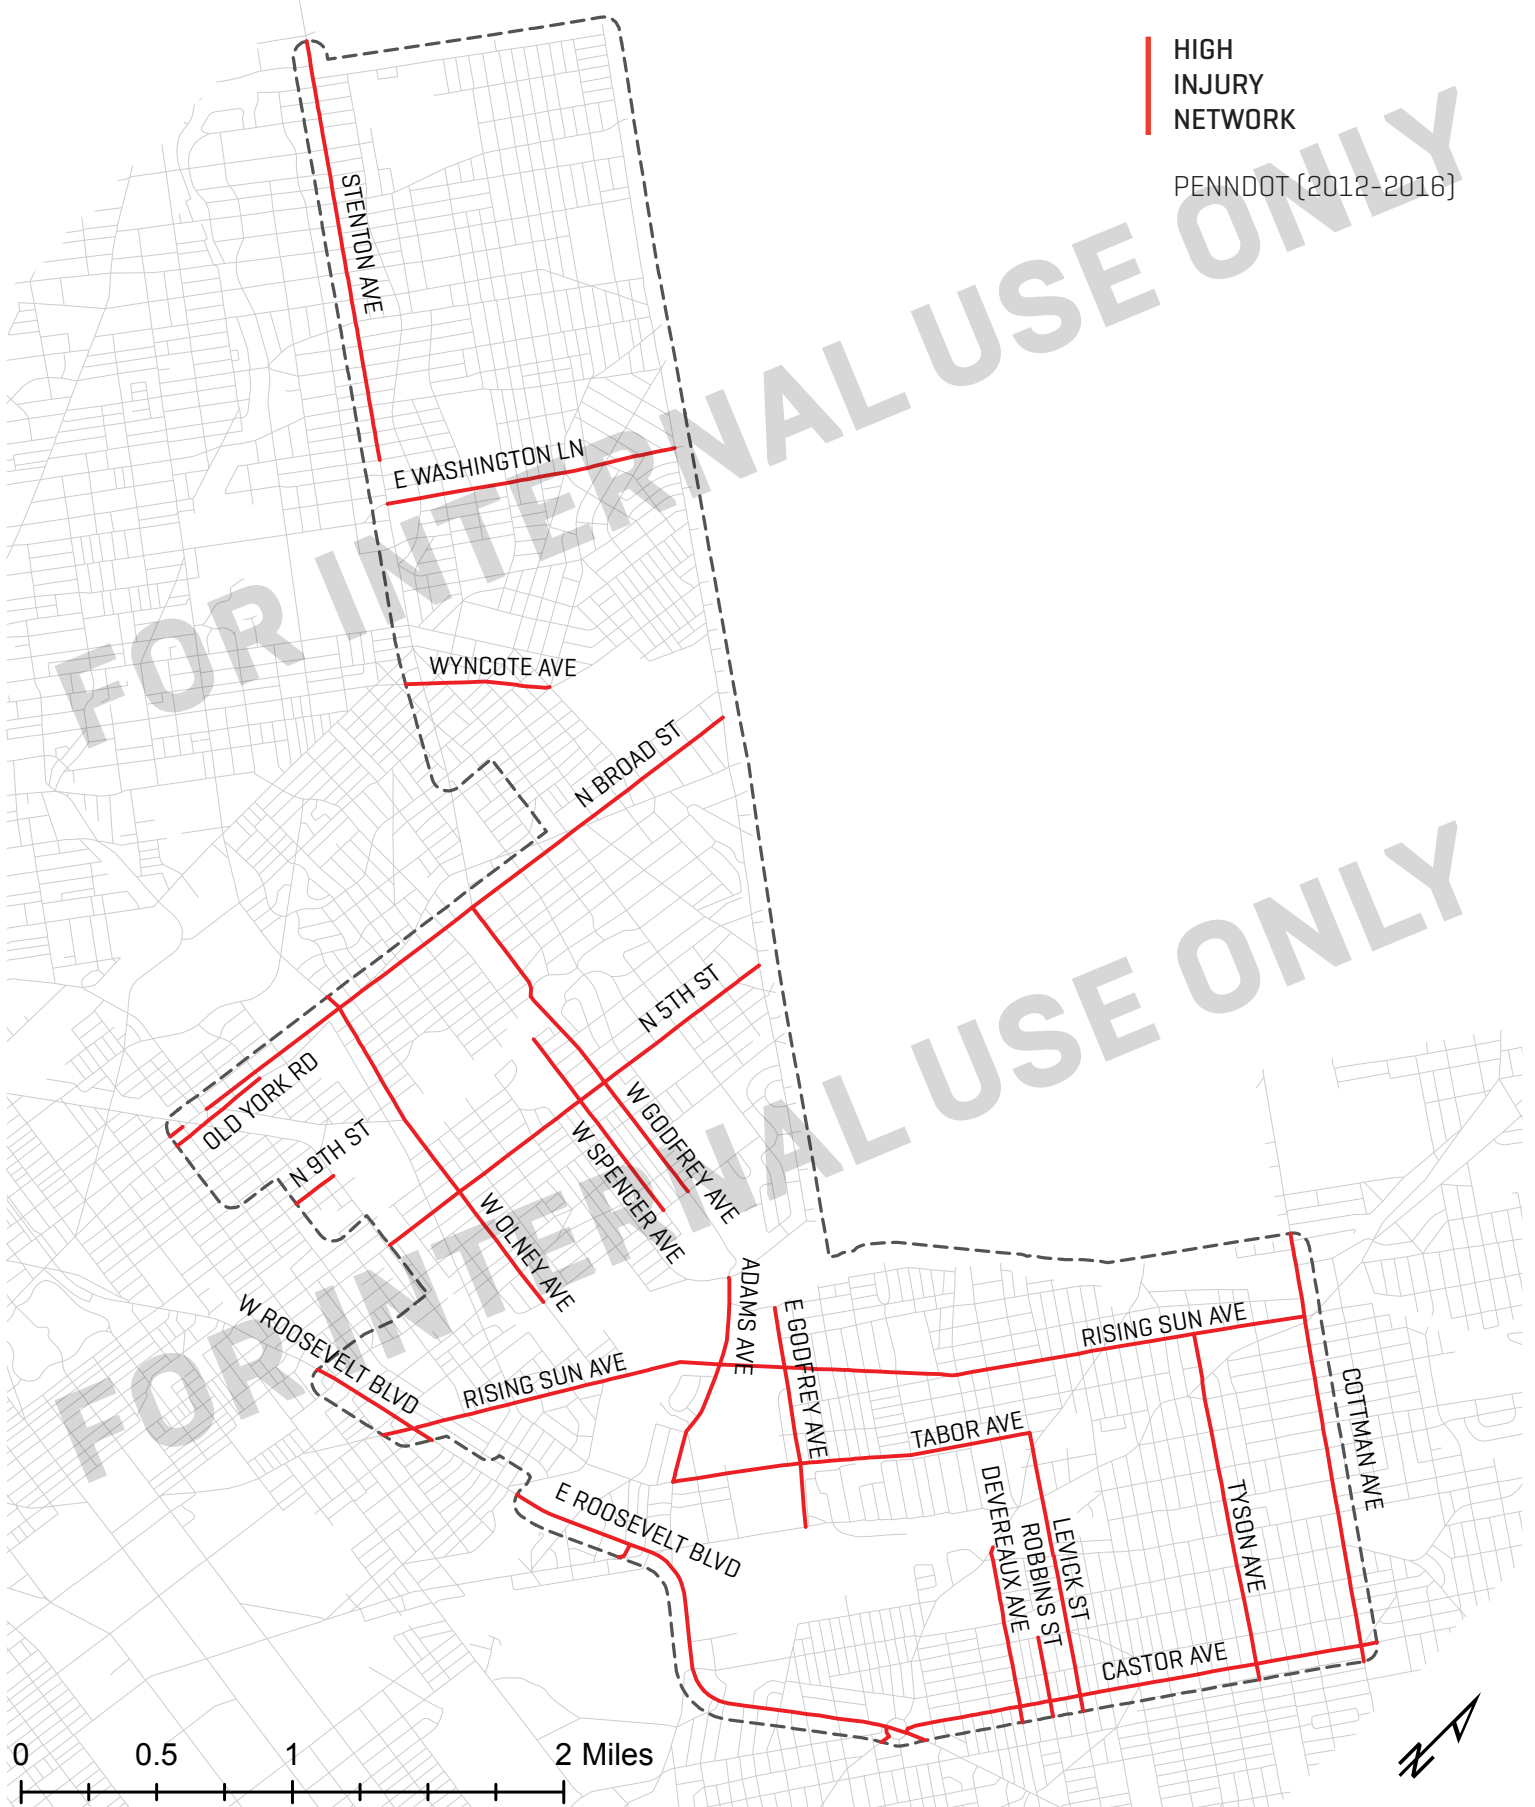 HIGH
INJURY
NETWORK
PENNDOT (2012-2016)
STENTON AVE
E WASHINGTON LN
FOR INTERNAL USE ONLY
WYNCOTE AVE
N BROAD ST
N 5TH ST
OLD YORK RD
N 9TH ST
W GODFREY AVE
W SPENCER AVE
W OLNEY AVE
FOR INTERNAL USE ONLY
ADAMS AVE
E GODFREY AVE
W ROOSEVELT BLVD
RISING SUN AVE
RISING SUN AVE
COTTMAN AVE
TABOR AVE
E ROOSEVELT BLVD
DEVEREAUX AVE
ROBBINS ST
LEVICK ST
TYSON AVE
CASTOR AVE
0 0.5 1 2 Miles
N